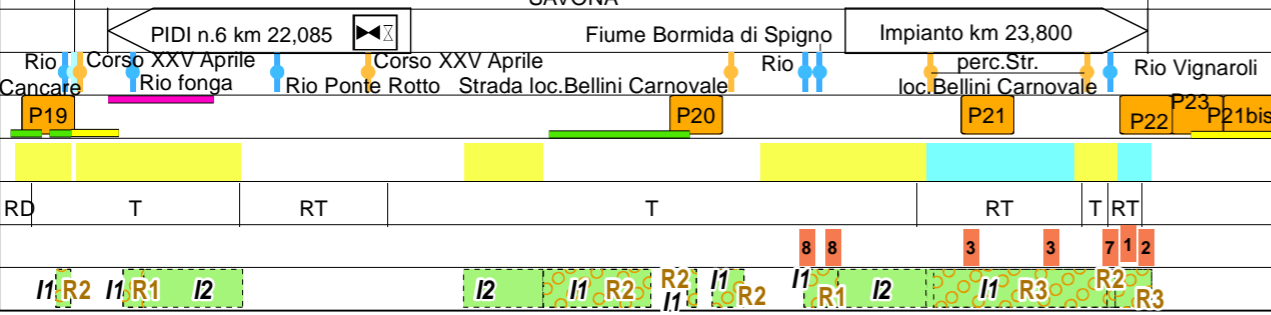 SAVONA
PIDI n.6 km 22,085
Fiume Bormida di Spigno
Impianto km 23,800
Rio Corso XXV Aprile Corso XXV Aprile Rio perc.Str. Rio Vignaroli
Cancare Rio fonga Rio Ponte Rotto Strada loc.Bellini Carnovale loc.Bellini Carnovale
P19 P20 P21 P22 P23 P21bis
RD T RT T RT T RT
8 8 3 3 7 1 2
I1 R2 I1 R1 I2 I2 I1 R2 R2 I1 I1 R2 I1 R1 I2 I1 R3 R2 R3